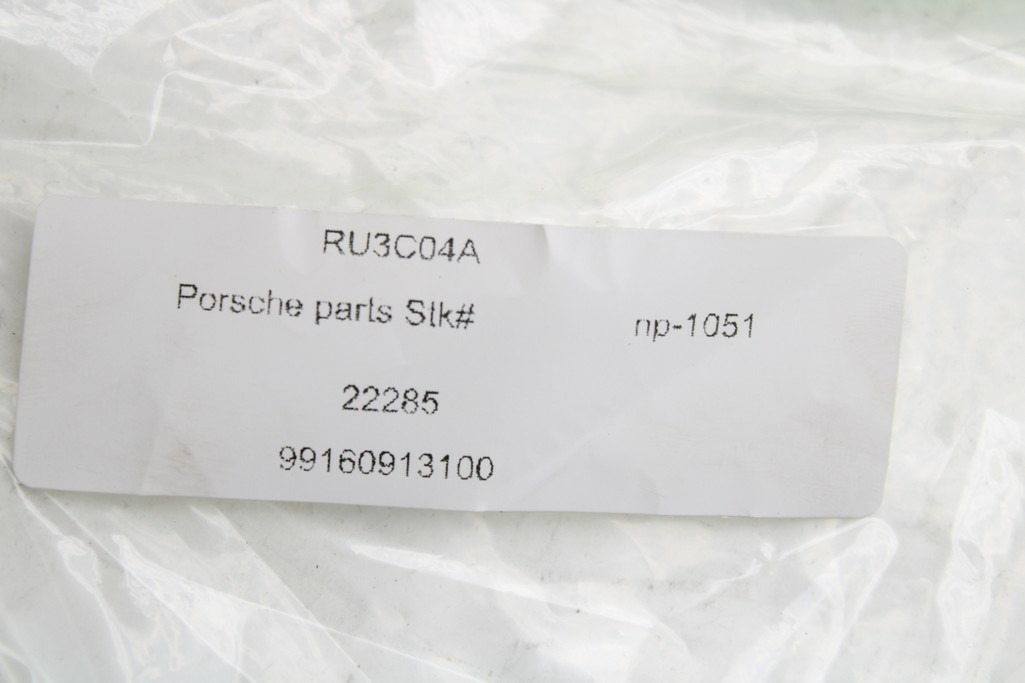 RU3C04A
Porsche parts Stk# np-1051
22285
99160913100